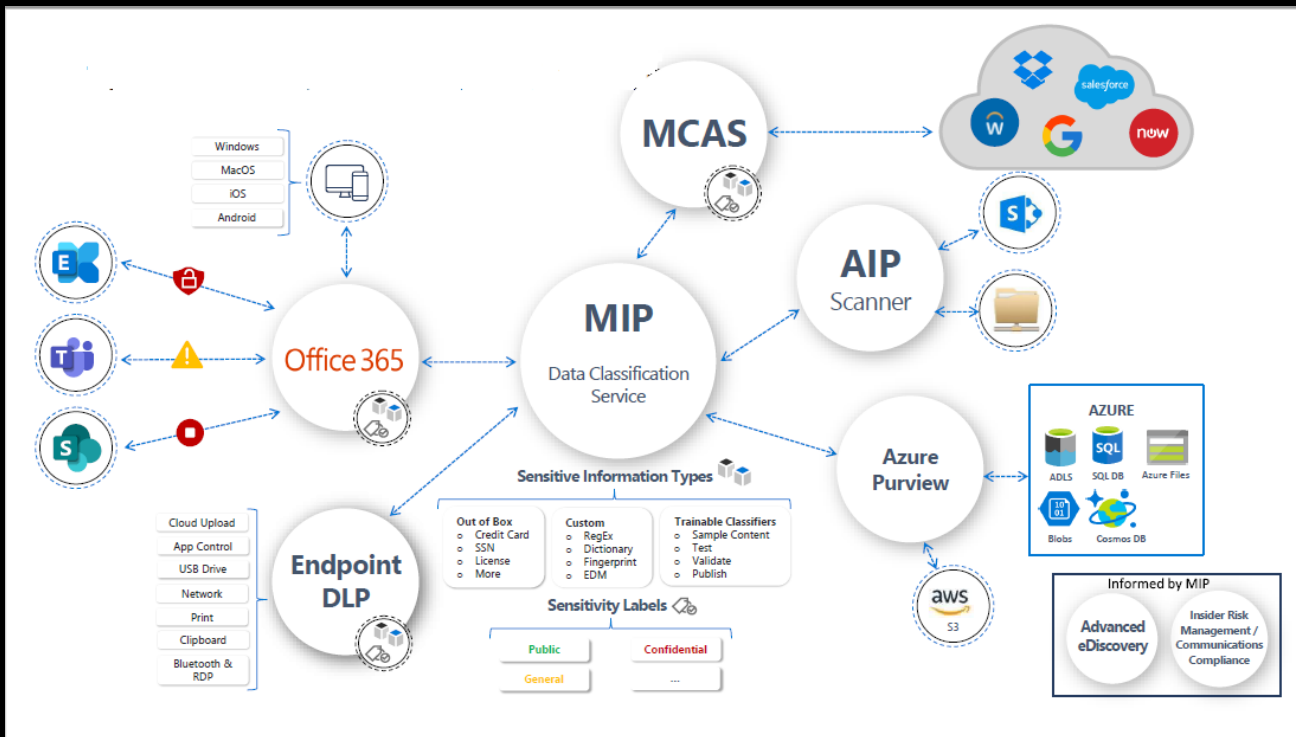 MCAS
salesforce
W
G
now
Windows
MacOS
iOS
Android
E
T
S
Office 365
MIP
Data Classification
Service
AIP
Scanner
S
Azure
Purview
AZURE
SQL
ADLS
SQL DB
Azure Files
10
01
Blobs
Cosmos DB
aws
S3
Sensitive Information Types
Out of Box
o Credit Card
o SSN
o License
o More
Custom
o RegEx
o Dictionary
o Fingerprint
o EDM
Trainable Classifiers
o Sample Content
o Test
o Validate
o Publish
Sensitivity Labels
Public
Confidential
General
...
Cloud Upload
App Control
USB Drive
Network
Print
Clipboard
Bluetooth &
RDP
Endpoint
DLP
Informed by MIP
Advanced
eDiscovery
Insider Risk
Management /
Communications
Compliance